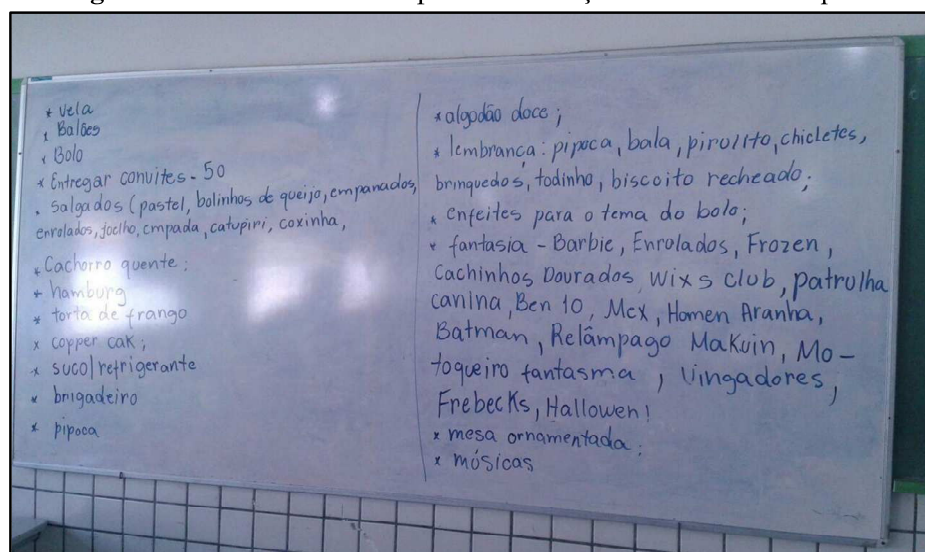 * vela
* Balões
* Bolo
* Entregar convites - 50
* Salgados (pastel, bolinhos de queijo, empanados,
enrolados, joelho, empada, catupiri, coxinha,
* Cachorro quente;
* hamburg
* torta de frango
x copper cak;
* suco/refrigerante
* brigadeiro
* pipoca
* algodão doce;
* lembrança: pipoca, bala, pirulito, chicletes,
brinquedos, todinho, biscoito recheado;
* enfeites para o tema do bolo;
* fantasia - Barbie, Enrolados, Frozen,
Cachinhos Dourados, Wixs Club, patrulha
canina, Ben 10, Mcx, Homen Aranha,
Batman, Relâmpago MaKuin, Mo-
toqueiro fantasma, Vingadores,
Frebecks, Hallowen!
* mesa ornamentada;
* músicas